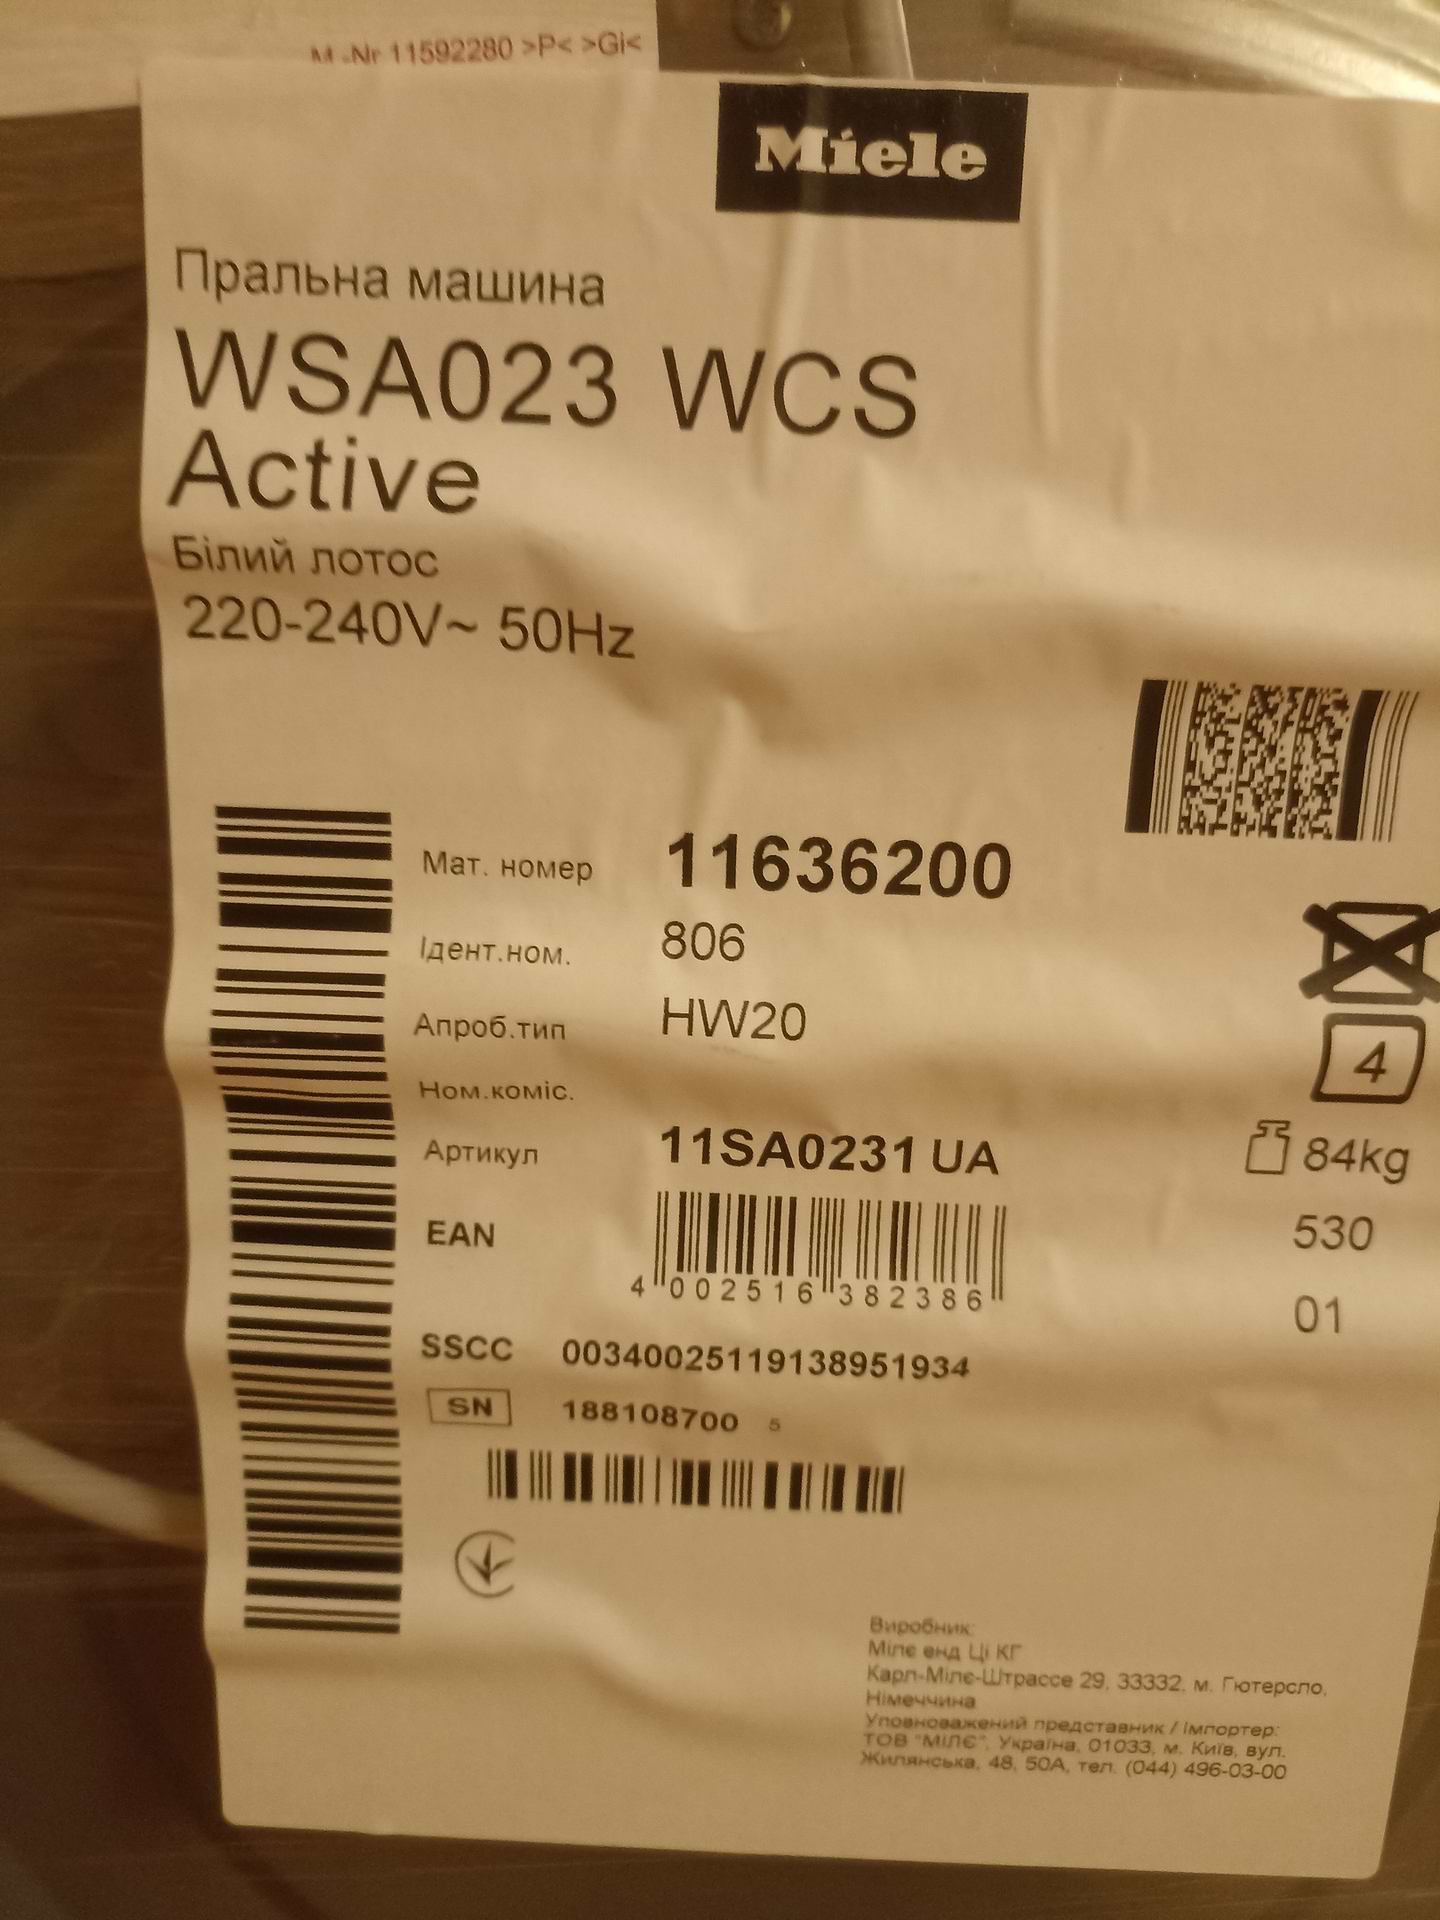 M.-Nr 11592280 >P< >Gi<
Miele
Пральна машина
WSA023 WCS
Active
Білий лотос
220-240V~ 50Hz
Мат. номер 11636200
Ідент.ном. 806
Апроб.тип HW20
4
Ном.коміс.
Артикул 11SA0231 UA
84kg
EAN
530
4 002516 382386
01
SSCC 00340025119138951934
SN 188108700 5
Виробник:
Мілє енд Ці КГ
Карл-Мілє-Штрассе 29, 33332, м. Гютерсло,
Німеччина
Уповноважений представник / Імпортер:
ТОВ "МІЛЄ", Україна, 01033, м. Київ, вул.
Жилянська, 48, 50А, тел. (044) 496-03-00